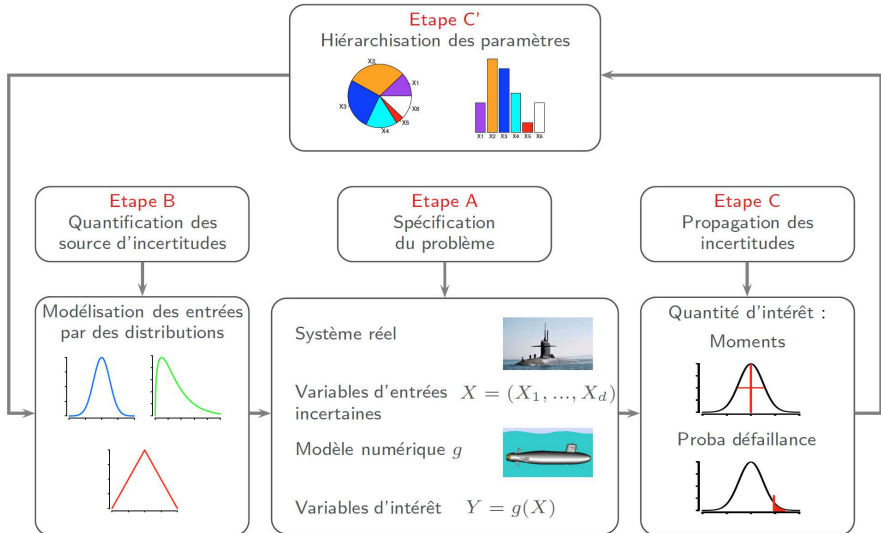 Etape C'
Hiérarchisation des paramètres
X2
X1
X3
X6
X5
X4
X1 X2 X3 X4 X5 X6
Etape B
Quantification des
source d'incertitudes
Etape A
Spécification
du problème
Etape C
Propagation des
incertitudes
Modélisation des entrées
par des distributions
Système réel
Variables d'entrées X = (X₁, ..., X_d)
incertaines
Modèle numérique g
Variables d'intérêt Y = g(X)
Quantité d'intérêt :
Moments
Proba défaillance